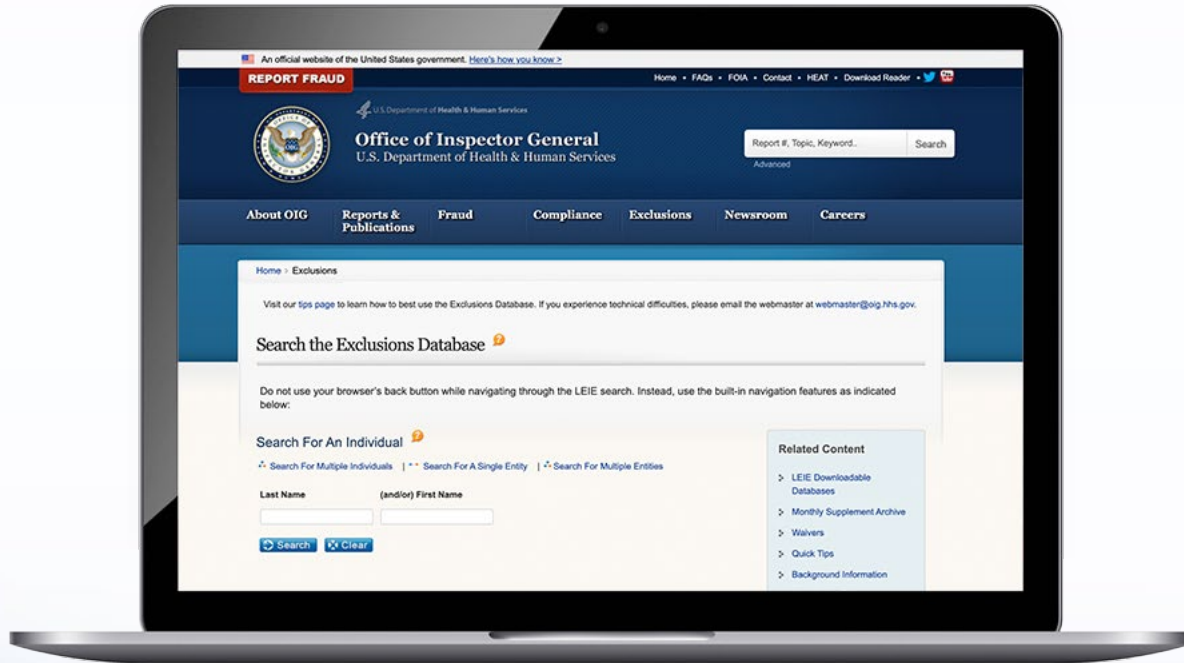 An official website of the United States government. Here's how you know >
REPORT FRAUD
Home • FAQs • FOIA • Contact • HEAT • Download Reader •
U.S. Department of Health & Human Services
Office of Inspector General
U.S. Department of Health & Human Services
Report #, Topic, Keyword..
Search
Advanced
About OIG
Reports &
Publications
Fraud
Compliance
Exclusions
Newsroom
Careers
Home › Exclusions
Visit our tips page to learn how to best use the Exclusions Database. If you experience technical difficulties, please email the webmaster at webmaster@oig.hhs.gov.
Search the Exclusions Database
Do not use your browser's back button while navigating through the LEIE search. Instead, use the built-in navigation features as indicated
below:
Search For An Individual
Search For Multiple Individuals | Search For A Single Entity | Search For Multiple Entities
Last Name
(and/or) First Name
Search
Clear
Related Content
LEIE Downloadable
Databases
Monthly Supplement Archive
Waivers
Quick Tips
Background Information